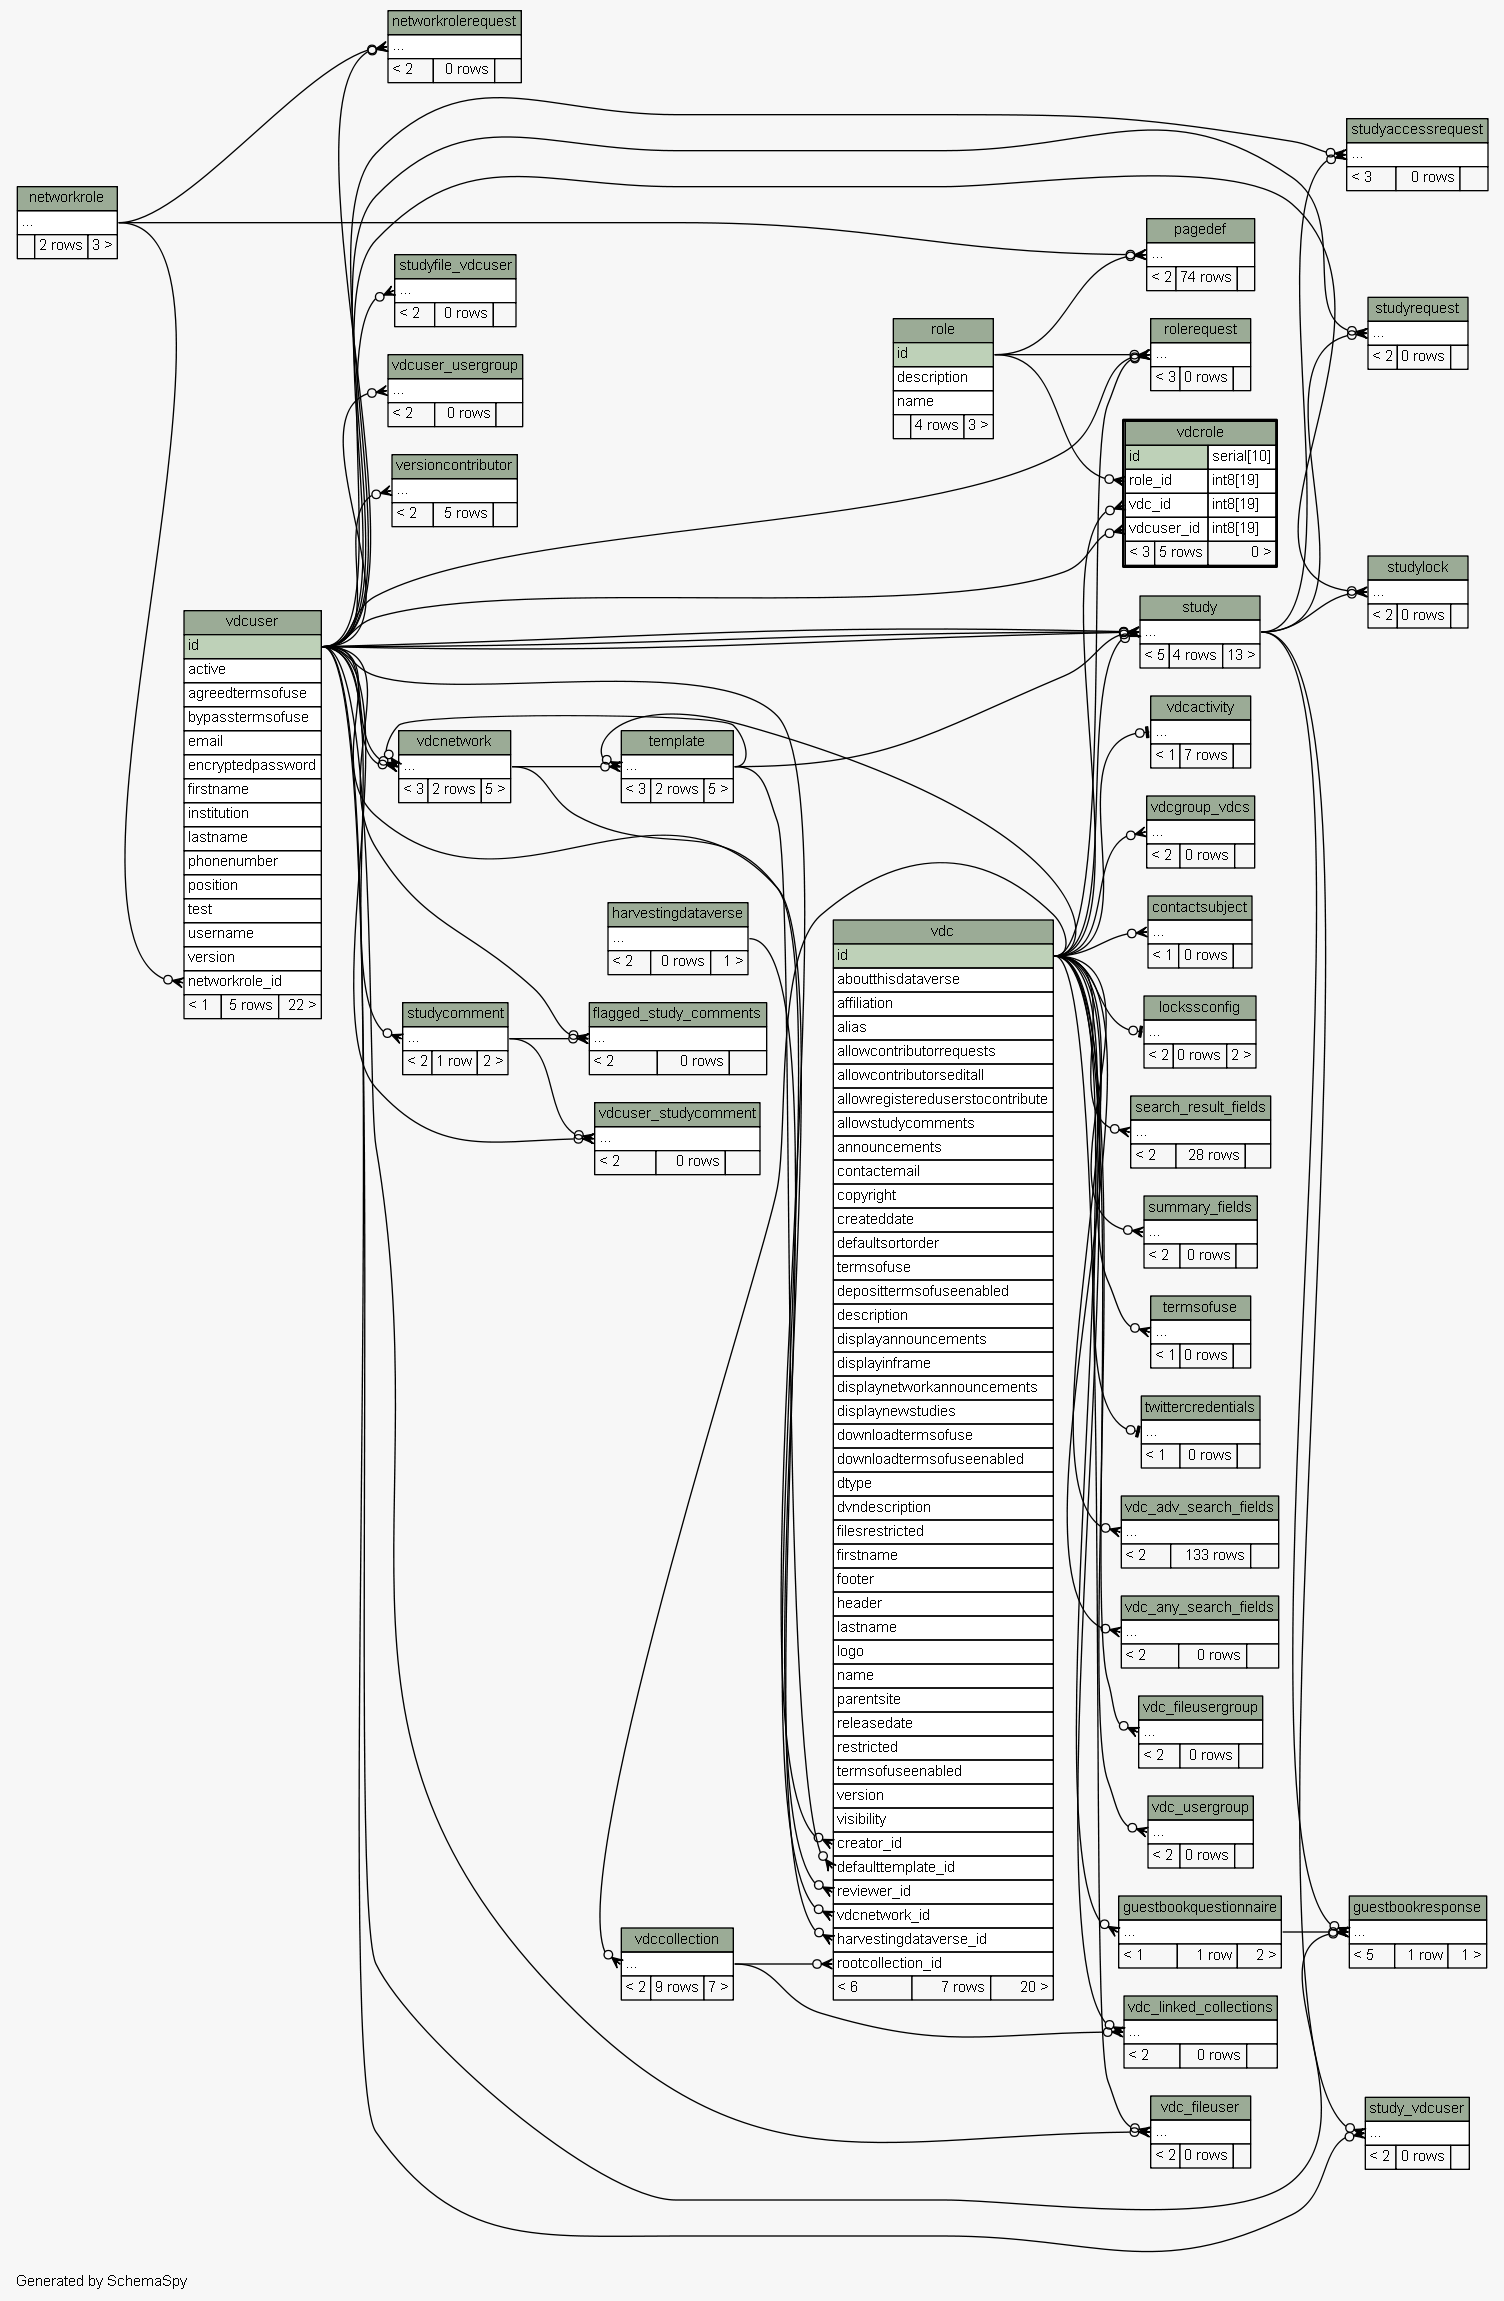 networkrolerequest
...
< 2 0 rows
studyaccessrequest
...
< 3 0 rows
networkrole
...
2 rows 3 >
pagedef
...
< 2 74 rows
studyfile_vdcuser
...
< 2 0 rows
studyrequest
...
< 2 0 rows
role
id
description
name
4 rows 3 >
rolerequest
...
< 3 0 rows
vdcuser_usergroup
...
< 2 0 rows
vdcrole
id serial[10]
role_id int8[19]
vdc_id int8[19]
vdcuser_id int8[19]
< 3 5 rows 0 >
versioncontributor
...
< 2 5 rows
studylock
...
< 2 0 rows
study
...
< 5 4 rows 13 >
vdcuser
id
active
agreedtermsofuse
bypasstermsofuse
email
encryptedpassword
firstname
institution
lastname
phonenumber
position
test
username
version
networkrole_id
< 1 5 rows 22 >
vdcactivity
...
< 1 7 rows
vdcnetwork
...
< 3 2 rows 5 >
template
...
< 3 2 rows 5 >
vdcgroup_vdcs
...
< 2 0 rows
contactsubject
...
< 1 0 rows
harvestingdataverse
...
< 2 0 rows 1 >
vdc
id
aboutthisdataverse
affiliation
alias
allowcontributorrequests
allowcontributorseditall
allowregistereduserstocontribute
allowstudycomments
announcements
contactemail
copyright
createddate
defaultsortorder
termsofuse
deposittermsofuseenabled
description
displayannouncements
displayinframe
displaynetworkannouncements
displaynewstudies
downloadtermsofuse
downloadtermsofuseenabled
dtype
dvndescription
filesrestricted
firstname
footer
header
lastname
logo
name
parentsite
releasedate
restricted
termsofuseenabled
version
visibility
creator_id
defaulttemplate_id
reviewer_id
vdcnetwork_id
harvestingdataverse_id
rootcollection_id
< 6 7 rows 20 >
lockssconfig
...
< 2 0 rows 2 >
studycomment
...
< 2 1 row 2 >
flagged_study_comments
...
< 2 0 rows
search_result_fields
...
< 2 28 rows
vdcuser_studycomment
...
< 2 0 rows
summary_fields
...
< 2 0 rows
termsofuse
...
< 1 0 rows
twittercredentials
...
< 1 0 rows
vdc_adv_search_fields
...
< 2 133 rows
vdc_any_search_fields
...
< 2 0 rows
vdc_fileusergroup
...
< 2 0 rows
vdc_usergroup
...
< 2 0 rows
guestbookquestionnaire
...
< 1 1 row 2 >
guestbookresponse
...
< 5 1 row 1 >
vdccollection
...
< 2 9 rows 7 >
vdc_linked_collections
...
< 2 0 rows
vdc_fileuser
...
< 2 0 rows
study_vdcuser
...
< 2 0 rows
Generated by SchemaSpy